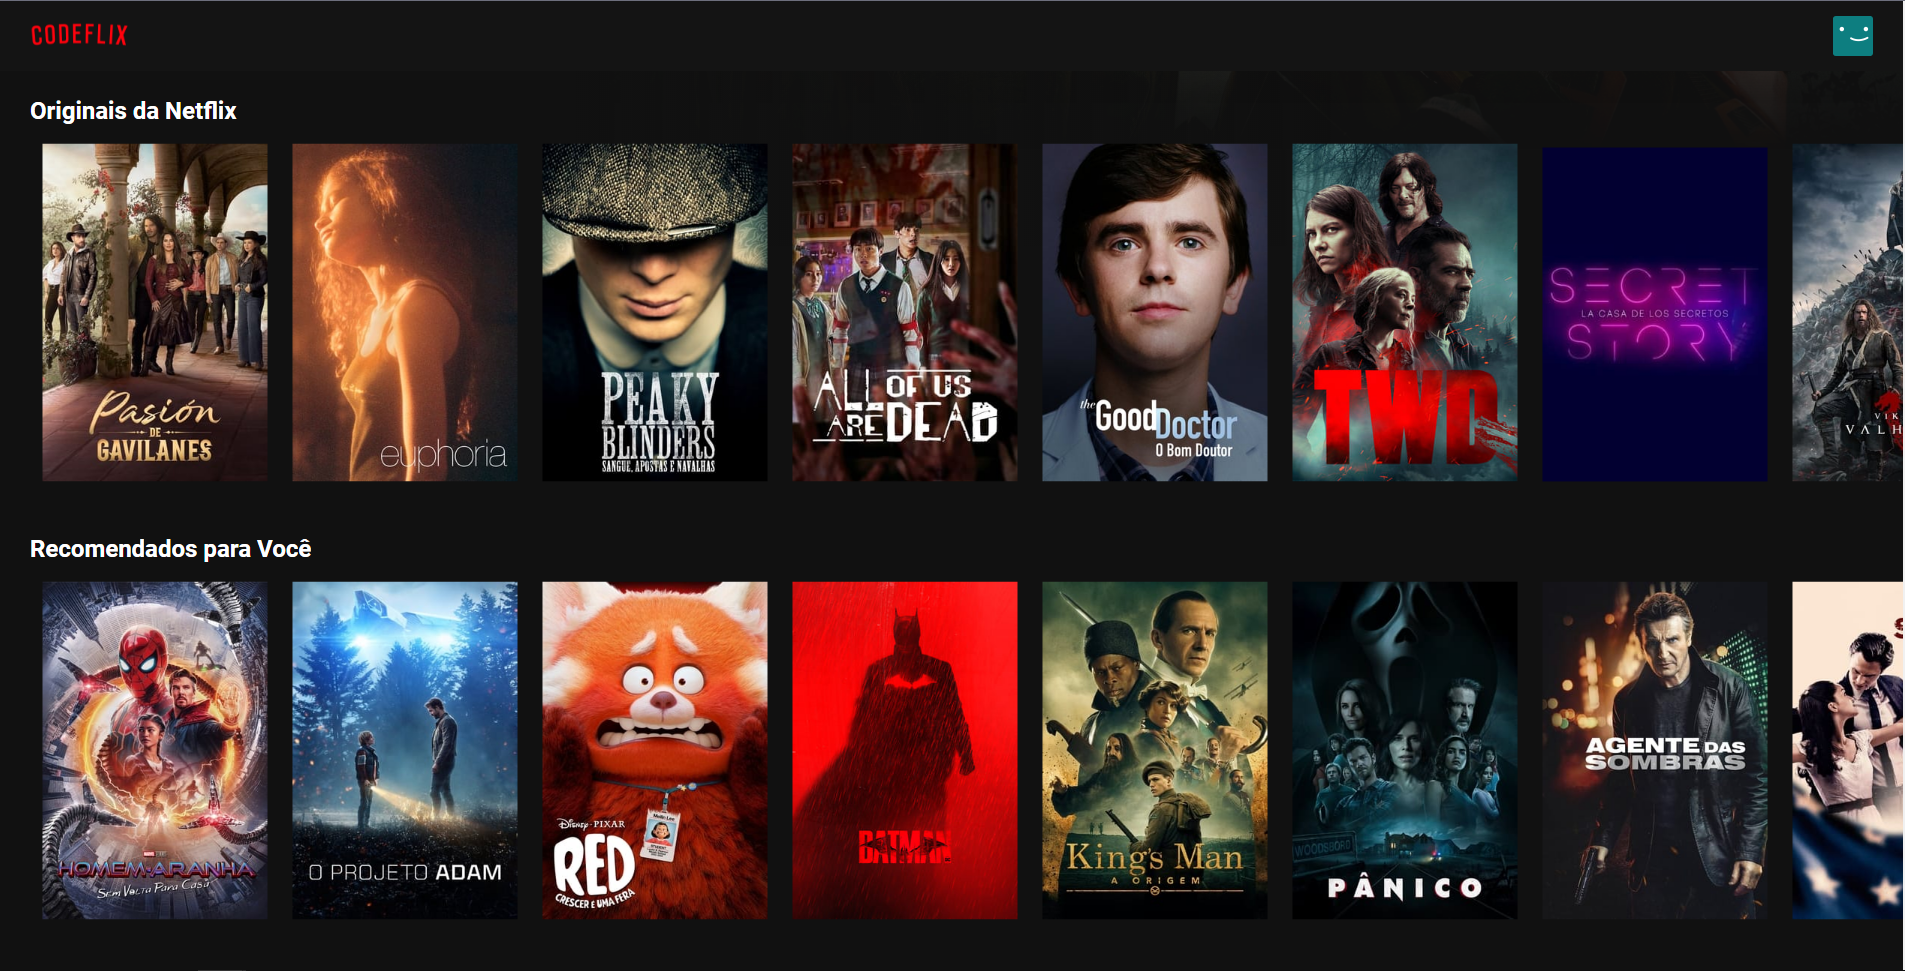 CODEFLIX
Originais da Netflix
Pasión
DE
GAVILANES
euphoria
PEAKY
BLINDERS
SANGUE, APOSTAS E NAVALHAS
ALL OF US
ARE DEAD
the Good Doctor
O Bom Doutor
TWD
SECRET
LA CASA DE LOS SECRETOS
STORY
VIK
VALH
Recomendados para Você
HOMEM-ARANHA
SEM VOLTA PARA CASA
O PROJETO ADAM
DISNEY · PIXAR
RED
CRESCER É UMA FERA
BATMAN
King's Man
A ORIGEM
WOODSBORO
PÂNICO
AGENTE DAS
SOMBRAS
S